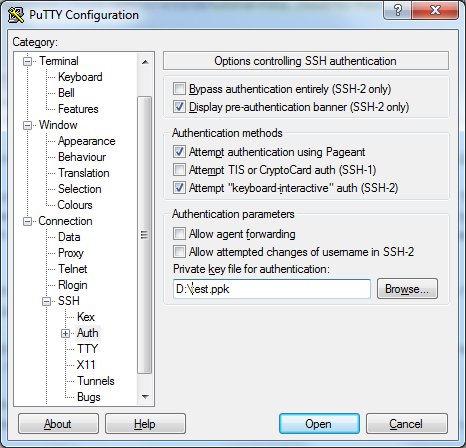 PuTTY Configuration
Category:
Terminal
Keyboard
Bell
Features
Window
Appearance
Behaviour
Translation
Selection
Colours
Connection
Data
Proxy
Telnet
Rlogin
SSH
Kex
Auth
TTY
X11
Tunnels
Bugs
Options controlling SSH authentication
Bypass authentication entirely (SSH-2 only)
Display pre-authentication banner (SSH-2 only)
Authentication methods
Attempt authentication using Pageant
Attempt TIS or CryptoCard auth (SSH-1)
Attempt "keyboard-interactive" auth (SSH-2)
Authentication parameters
Allow agent forwarding
Allow attempted changes of username in SSH-2
Private key file for authentication:
D:\test.ppk
Browse...
About
Help
Open
Cancel